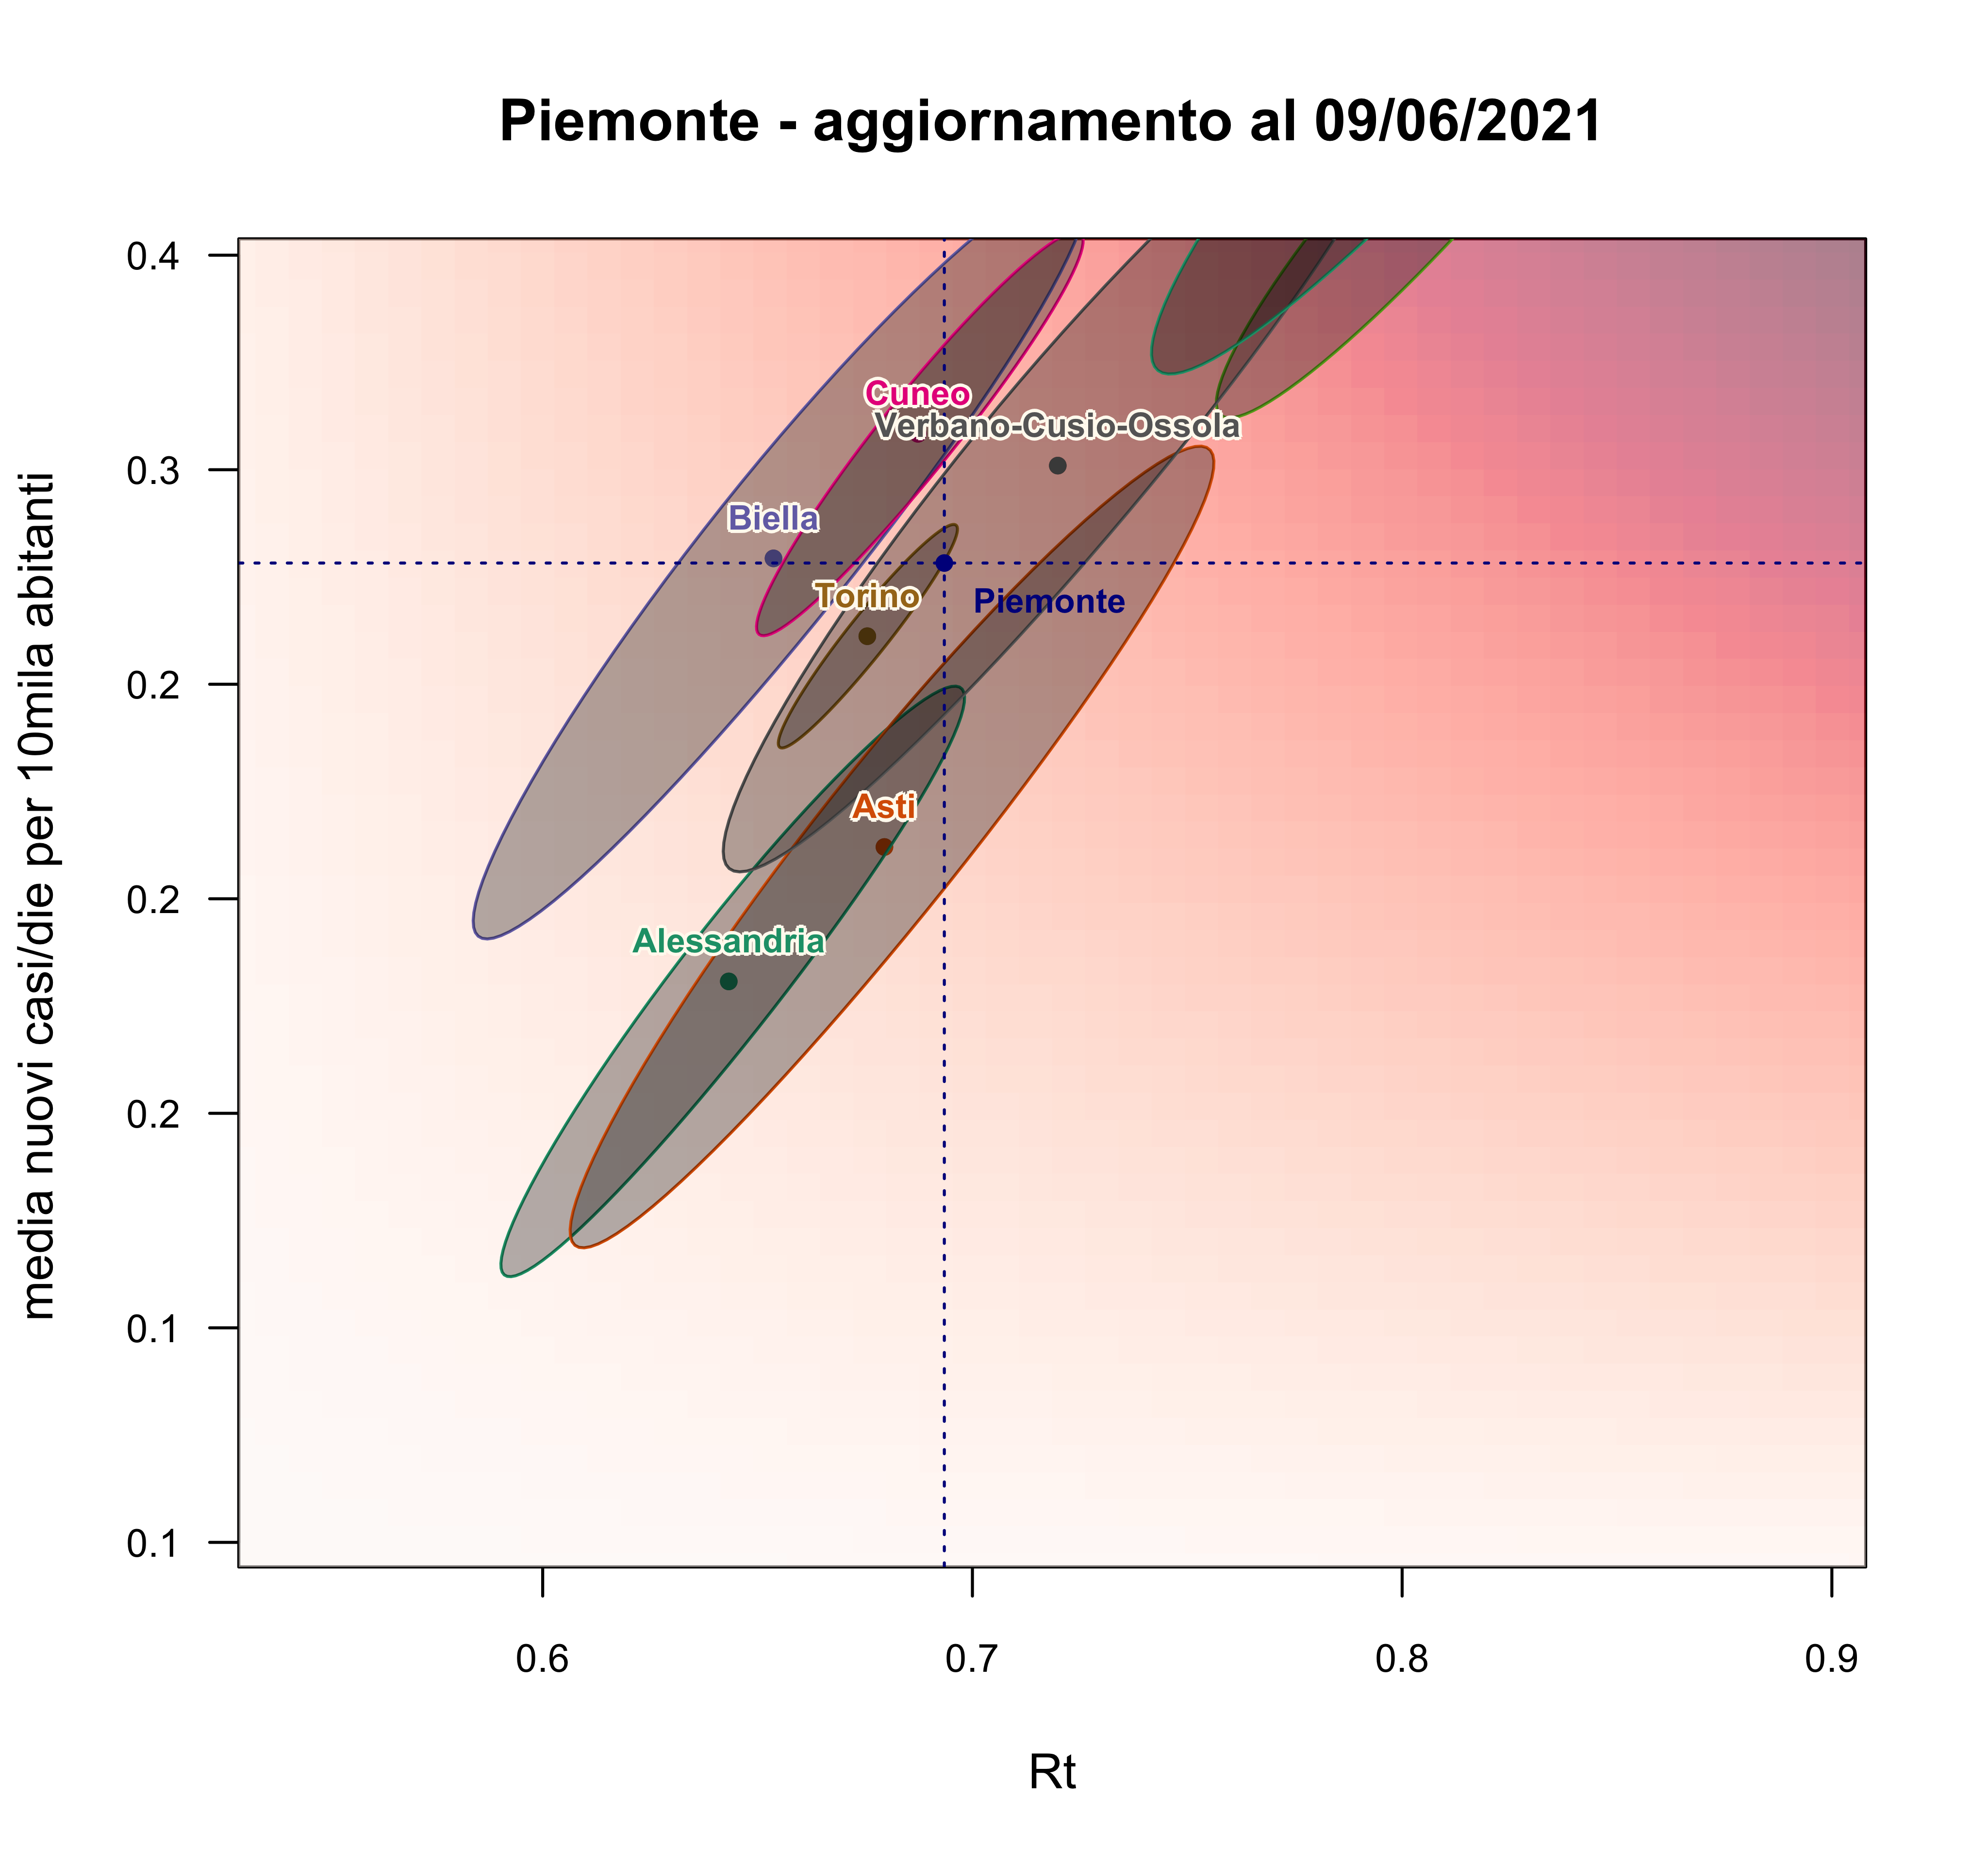 Piemonte - aggiornamento al 09/06/2021
media nuovi casi/die per 10mila abitanti
0.4
0.3
0.2
0.2
0.2
0.1
0.1
Cuneo
Verbano-Cusio-Ossola
Biella
Torino
Piemonte
Asti
Alessandria
0.6
0.7
0.8
0.9
Rt